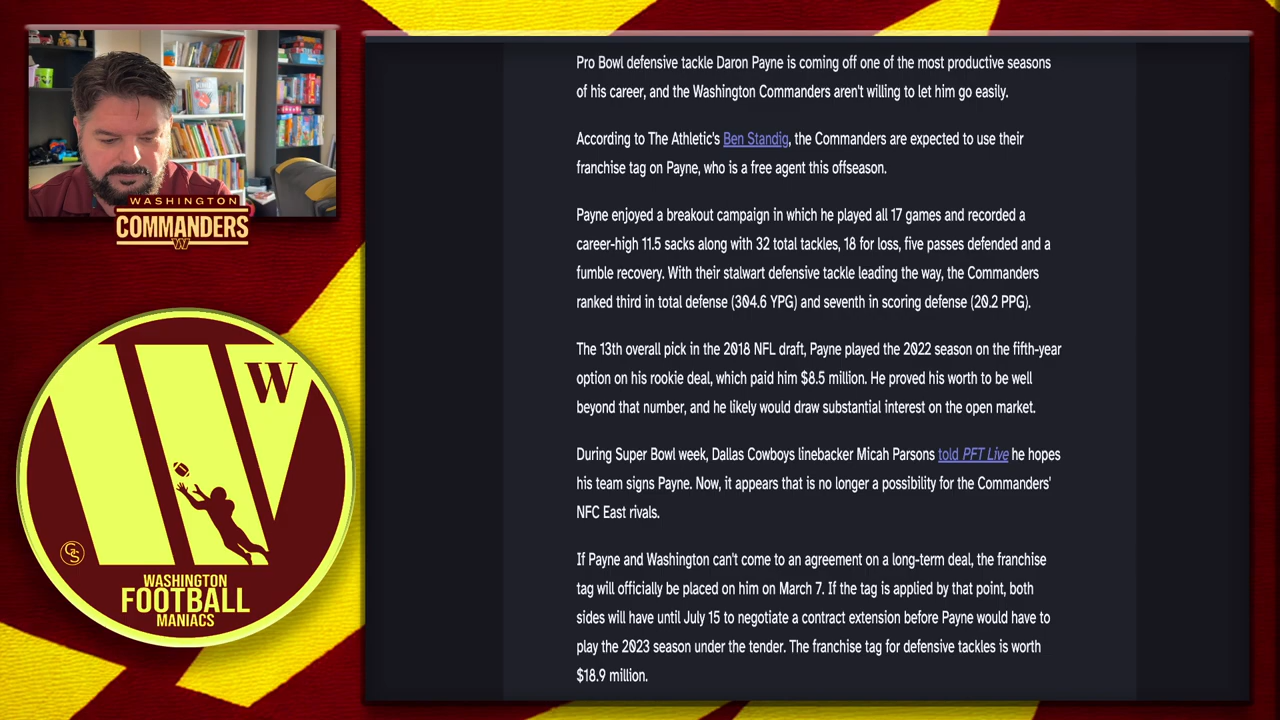 WASHINGTON
COMMANDERS
W
W
WASHINGTON
FOOTBALL
MANIACS
Pro Bowl defensive tackle Daron Payne is coming off one of the most productive seasons
of his career, and the Washington Commanders aren't willing to let him go easily.
According to The Athletic's Ben Standig, the Commanders are expected to use their
franchise tag on Payne, who is a free agent this offseason.
Payne enjoyed a breakout campaign in which he played all 17 games and recorded a
career-high 11.5 sacks along with 32 total tackles, 18 for loss, five passes defended and a
fumble recovery. With their stalwart defensive tackle leading the way, the Commanders
ranked third in total defense (304.6 YPG) and seventh in scoring defense (20.2 PPG).
The 13th overall pick in the 2018 NFL draft, Payne played the 2022 season on the fifth-year
option on his rookie deal, which paid him $8.5 million. He proved his worth to be well
beyond that number, and he likely would draw substantial interest on the open market.
During Super Bowl week, Dallas Cowboys linebacker Micah Parsons told PFT Live he hopes
his team signs Payne. Now, it appears that is no longer a possibility for the Commanders'
NFC East rivals.
If Payne and Washington can't come to an agreement on a long-term deal, the franchise
tag will officially be placed on him on March 7. If the tag is applied by that point, both
sides will have until July 15 to negotiate a contract extension before Payne would have to
play the 2023 season under the tender. The franchise tag for defensive tackles is worth
$18.9 million.